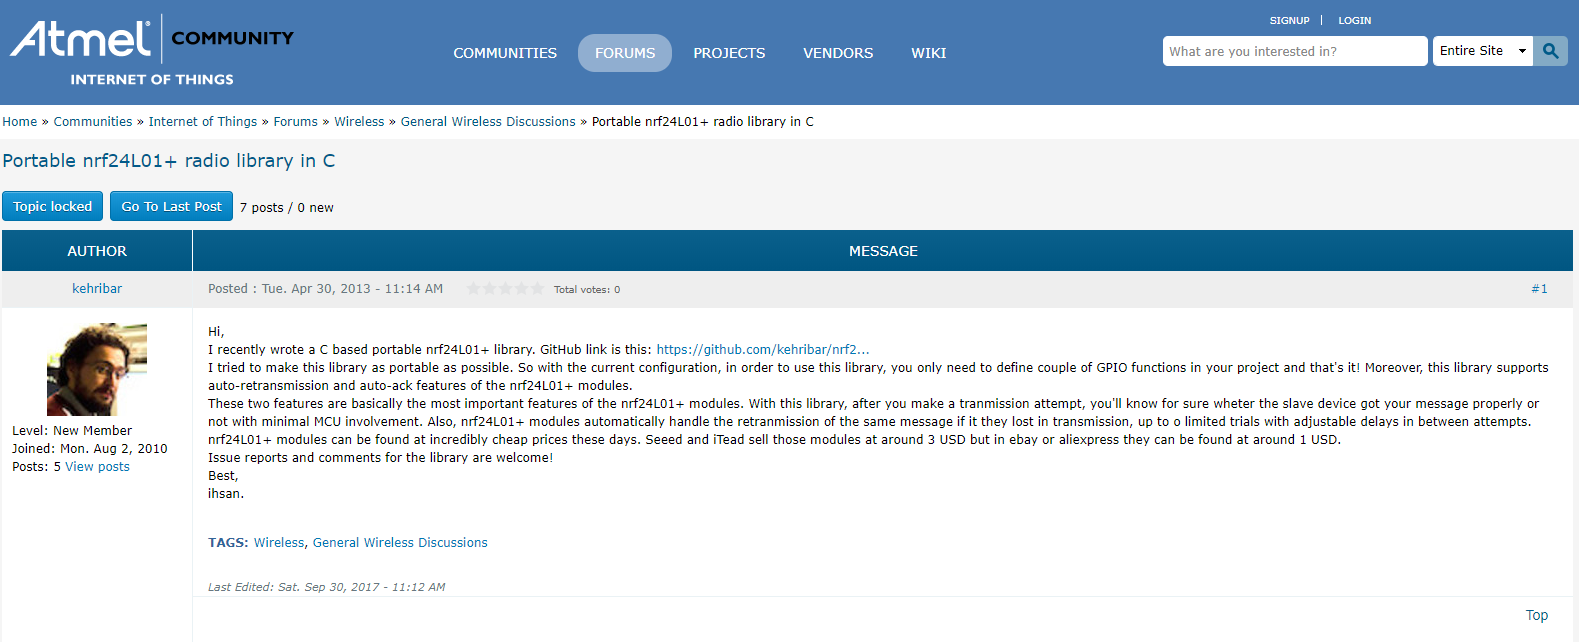 SIGNUP | LOGIN
Atmel® COMMUNITY
INTERNET OF THINGS
COMMUNITIES FORUMS PROJECTS VENDORS WIKI
What are you interested in? Entire Site
Home » Communities » Internet of Things » Forums » Wireless » General Wireless Discussions » Portable nrf24L01+ radio library in C
Portable nrf24L01+ radio library in C
Topic locked Go To Last Post 7 posts / 0 new
AUTHOR MESSAGE
kehribar Posted : Tue. Apr 30, 2013 - 11:14 AM Total votes: 0 #1
Level: New Member
Joined: Mon. Aug 2, 2010
Posts: 5 View posts
Hi,
I recently wrote a C based portable nrf24L01+ library. GitHub link is this: https://github.com/kehribar/nrf2...
I tried to make this library as portable as possible. So with the current configuration, in order to use this library, you only need to define couple of GPIO functions in your project and that's it! Moreover, this library supports
auto-retransmission and auto-ack features of the nrf24L01+ modules.
These two features are basically the most important features of the nrf24L01+ modules. With this library, after you make a tranmission attempt, you'll know for sure wheter the slave device got your message properly or
not with minimal MCU involvement. Also, nrf24L01+ modules automatically handle the retranmission of the same message if it they lost in transmission, up to o limited trials with adjustable delays in between attempts.
nrf24L01+ modules can be found at incredibly cheap prices these days. Seeed and iTead sell those modules at around 3 USD but in ebay or aliexpress they can be found at around 1 USD.
Issue reports and comments for the library are welcome!
Best,
ihsan.
TAGS: Wireless, General Wireless Discussions
Last Edited: Sat. Sep 30, 2017 - 11:12 AM
Top